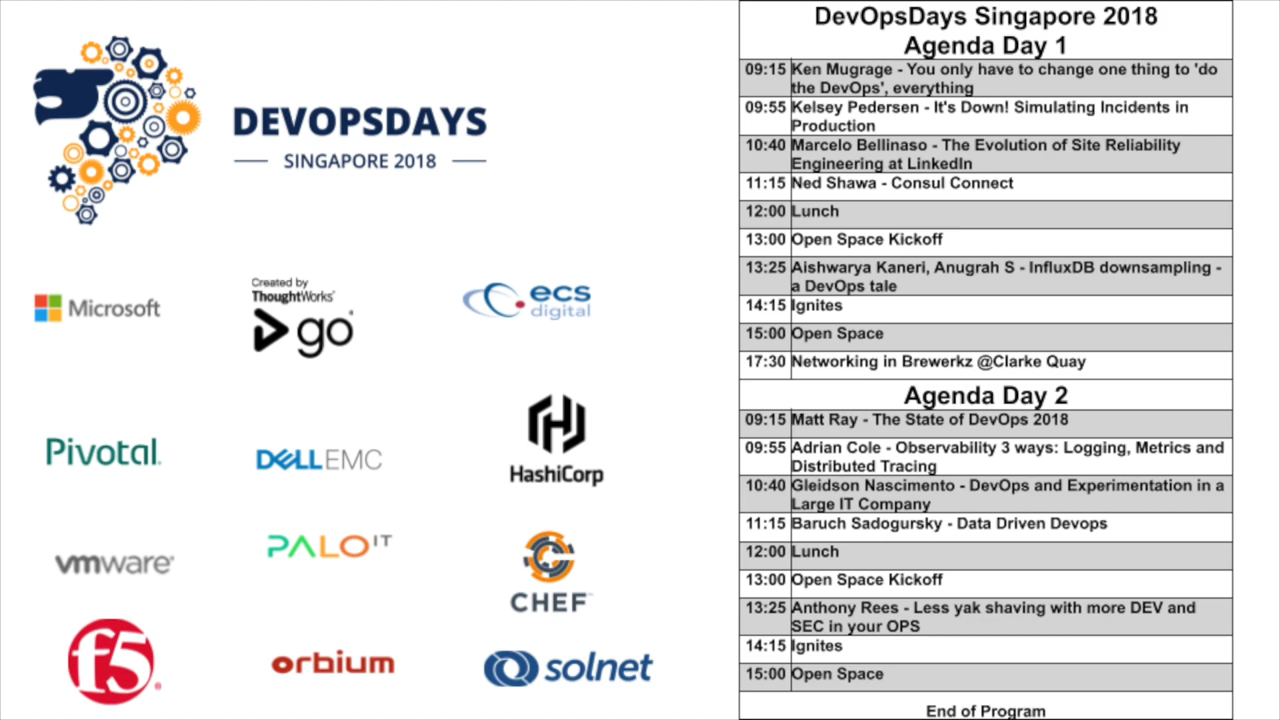 DEVOPSDAYS
SINGAPORE 2018
Microsoft
Created by
ThoughtWorks®
go
ecs
digital
Pivotal.
DELLEMC
HashiCorp
vmware®
PALO IT
CHEF™
f5®
orbium
solnet
DevOpsDays Singapore 2018
Agenda Day 1
09:15 Ken Mugrage - You only have to change one thing to 'do
the DevOps', everything
09:55 Kelsey Pedersen - It's Down! Simulating Incidents in
Production
10:40 Marcelo Bellinaso - The Evolution of Site Reliability
Engineering at LinkedIn
11:15 Ned Shawa - Consul Connect
12:00 Lunch
13:00 Open Space Kickoff
13:25 Aishwarya Kaneri, Anugrah S - InfluxDB downsampling -
a DevOps tale
14:15 Ignites
15:00 Open Space
17:30 Networking in Brewerkz @Clarke Quay
Agenda Day 2
09:15 Matt Ray - The State of DevOps 2018
09:55 Adrian Cole - Observability 3 ways: Logging, Metrics and
Distributed Tracing
10:40 Gleidson Nascimento - DevOps and Experimentation in a
Large IT Company
11:15 Baruch Sadogursky - Data Driven Devops
12:00 Lunch
13:00 Open Space Kickoff
13:25 Anthony Rees - Less yak shaving with more DEV and
SEC in your OPS
14:15 Ignites
15:00 Open Space
End of Program